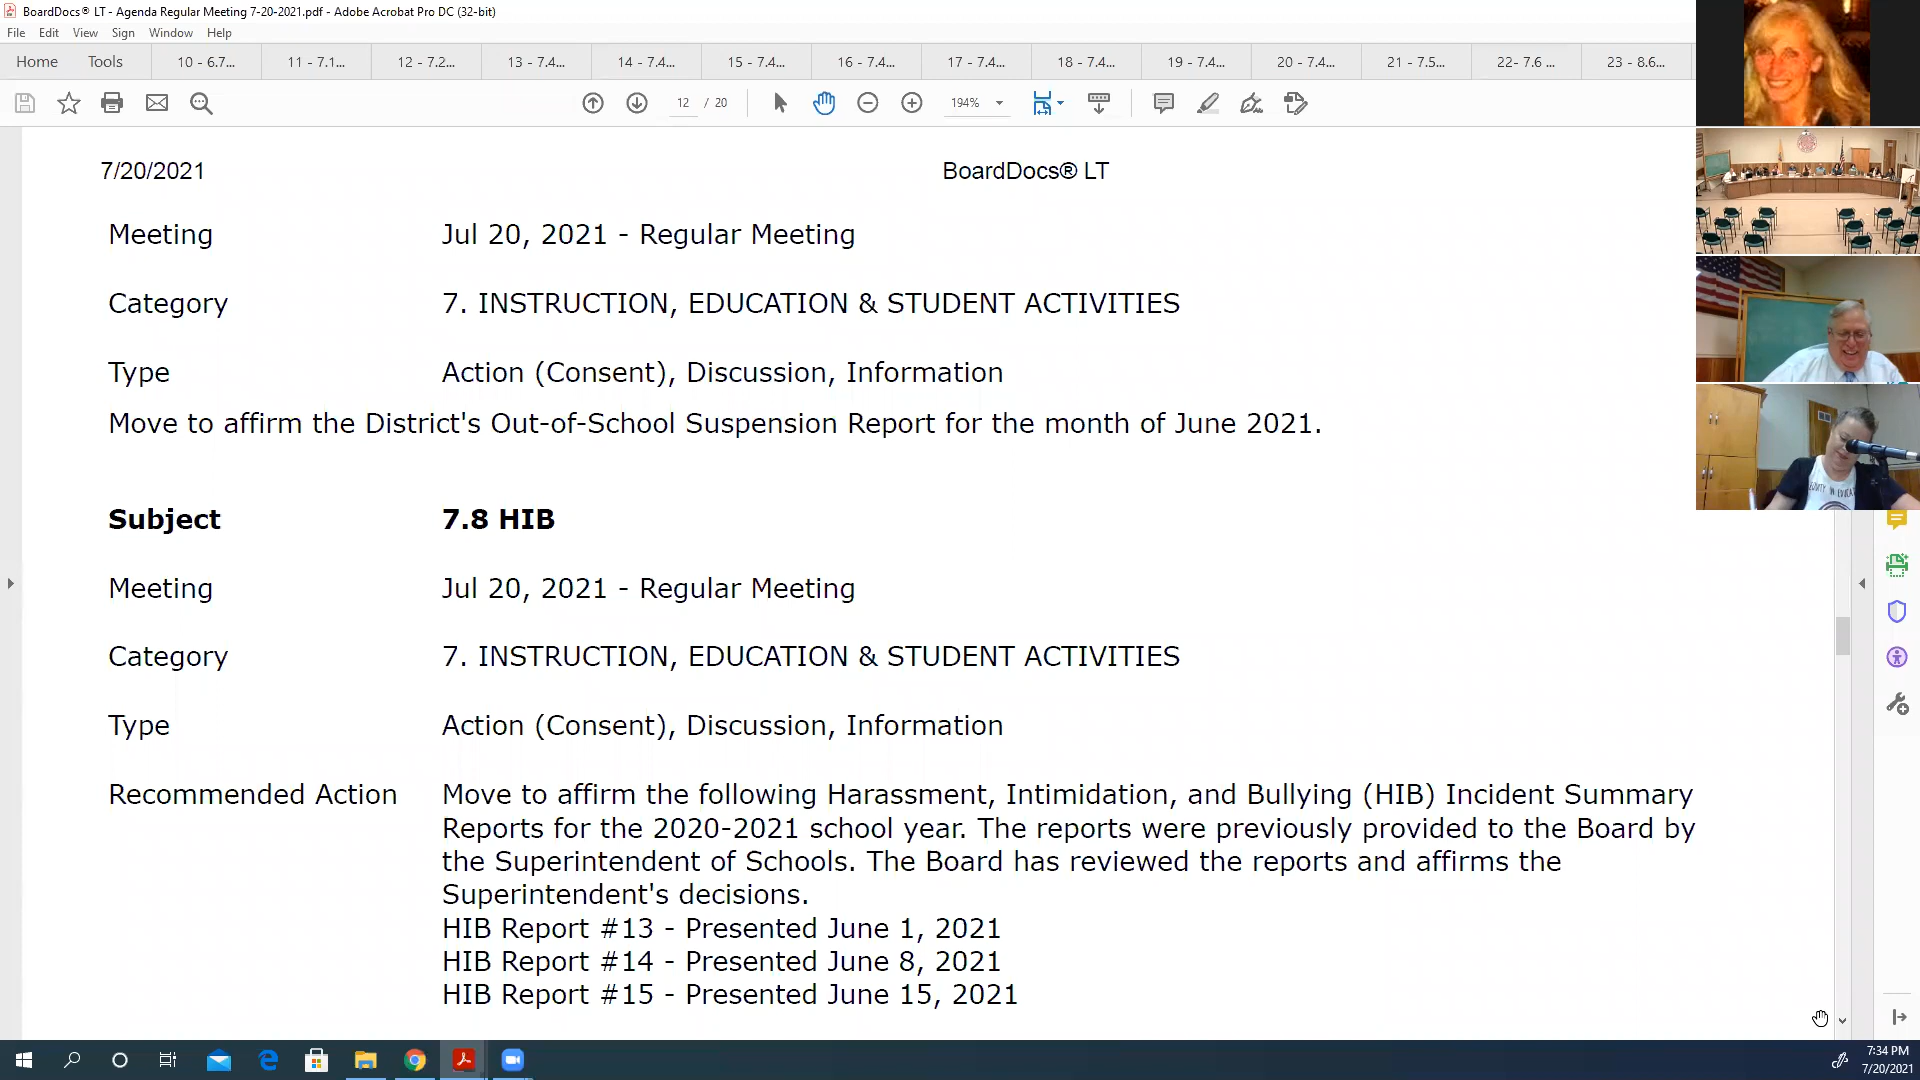 BoardDocs® LT - Agenda Regular Meeting 7-20-2021.pdf - Adobe Acrobat Pro DC (32-bit)
File Edit View Sign Window Help
Home Tools 10 - 6.7... 11 - 7.1... 12 - 7.2... 13 - 7.4... 14 - 7.4... 15 - 7.4... 16 - 7.4... 17 - 7.4... 18 - 7.4... 19 - 7.4... 20 - 7.4... 21 - 7.5... 22- 7.6 ... 23 - 8.6...
12 / 20 194%
7/20/2021 BoardDocs® LT
Meeting Jul 20, 2021 - Regular Meeting
Category 7. INSTRUCTION, EDUCATION & STUDENT ACTIVITIES
Type Action (Consent), Discussion, Information
Move to affirm the District's Out-of-School Suspension Report for the month of June 2021.
Subject 7.8 HIB
Meeting Jul 20, 2021 - Regular Meeting
Category 7. INSTRUCTION, EDUCATION & STUDENT ACTIVITIES
Type Action (Consent), Discussion, Information
Recommended Action Move to affirm the following Harassment, Intimidation, and Bullying (HIB) Incident Summary
Reports for the 2020-2021 school year. The reports were previously provided to the Board by
the Superintendent of Schools. The Board has reviewed the reports and affirms the
Superintendent's decisions.
HIB Report #13 - Presented June 1, 2021
HIB Report #14 - Presented June 8, 2021
HIB Report #15 - Presented June 15, 2021
7:34 PM
7/20/2021